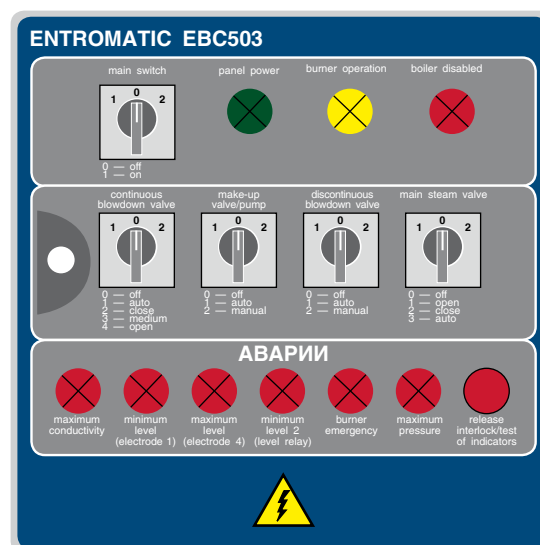 ENTROMATIC EBC503
main switch
panel power
burner operation
boiler disabled
1 0 2
0 — off
1 — on
continuous
blowdown valve
make-up
valve/pump
discontinuous
blowdown valve
main steam valve
1 0 2
1 0 2
1 0 2
1 0 2
0 — off
1 — auto
2 — close
3 — medium
4 — open
0 — off
1 — auto
2 — manual
0 — off
1 — auto
2 — manual
0 — off
1 — open
2 — close
3 — auto
АВАРИИ
maximum
conductivity
minimum
level
(electrode 1)
maximum
level
(electrode 4)
minimum
level 2
(level relay)
burner
emergency
maximum
pressure
release
interlock/test
of indicators